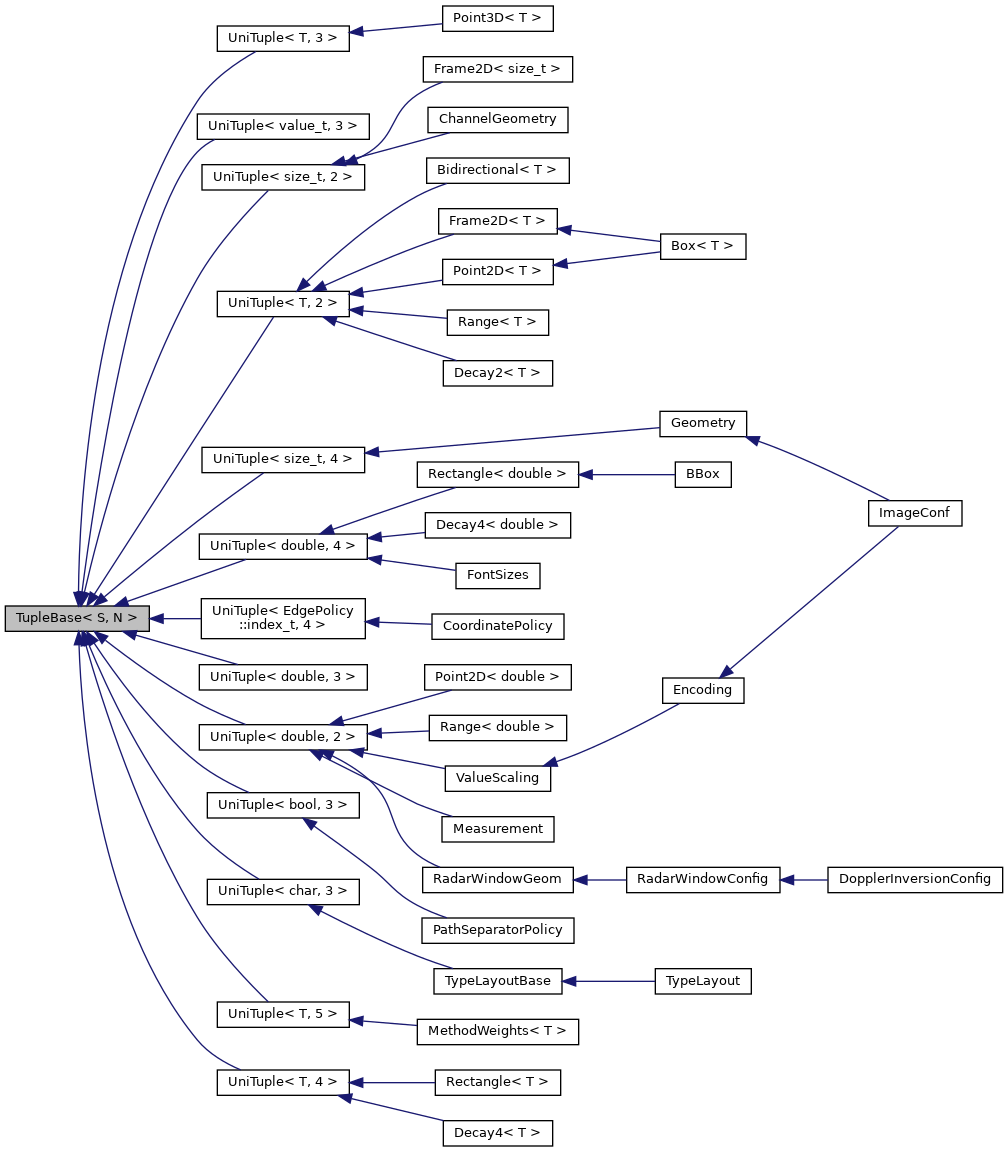 Point3D< T >
UniTuple< T, 3 >
Frame2D< size_t >
ChannelGeometry
UniTuple< value_t, 3 >
Bidirectional< T >
UniTuple< size_t, 2 >
Frame2D< T >
Box< T >
Point2D< T >
UniTuple< T, 2 >
Range< T >
Decay2< T >
Geometry
UniTuple< size_t, 4 >
Rectangle< double >
BBox
ImageConf
Decay4< double >
UniTuple< double, 4 >
FontSizes
TupleBase< S, N >
UniTuple< EdgePolicy
::index_t, 4 >
CoordinatePolicy
UniTuple< double, 3 >
Point2D< double >
Encoding
Range< double >
UniTuple< double, 2 >
ValueScaling
UniTuple< bool, 3 >
Measurement
RadarWindowGeom
RadarWindowConfig
DopplerInversionConfig
UniTuple< char, 3 >
PathSeparatorPolicy
TypeLayoutBase
TypeLayout
UniTuple< T, 5 >
MethodWeights< T >
UniTuple< T, 4 >
Rectangle< T >
Decay4< T >